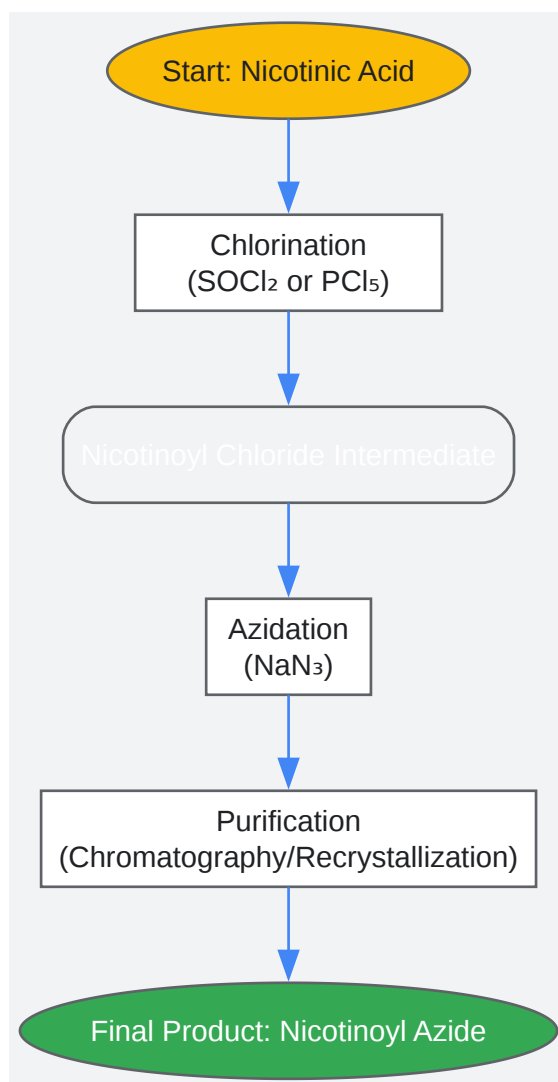 Start: Nicotinic Acid
Chlorination
(SOCl₂ or PCl₅)
Nicotinoyl Chloride Intermediate
Azidation
(NaN₃)
Purification
(Chromatography/Recrystallization)
Final Product: Nicotinoyl Azide